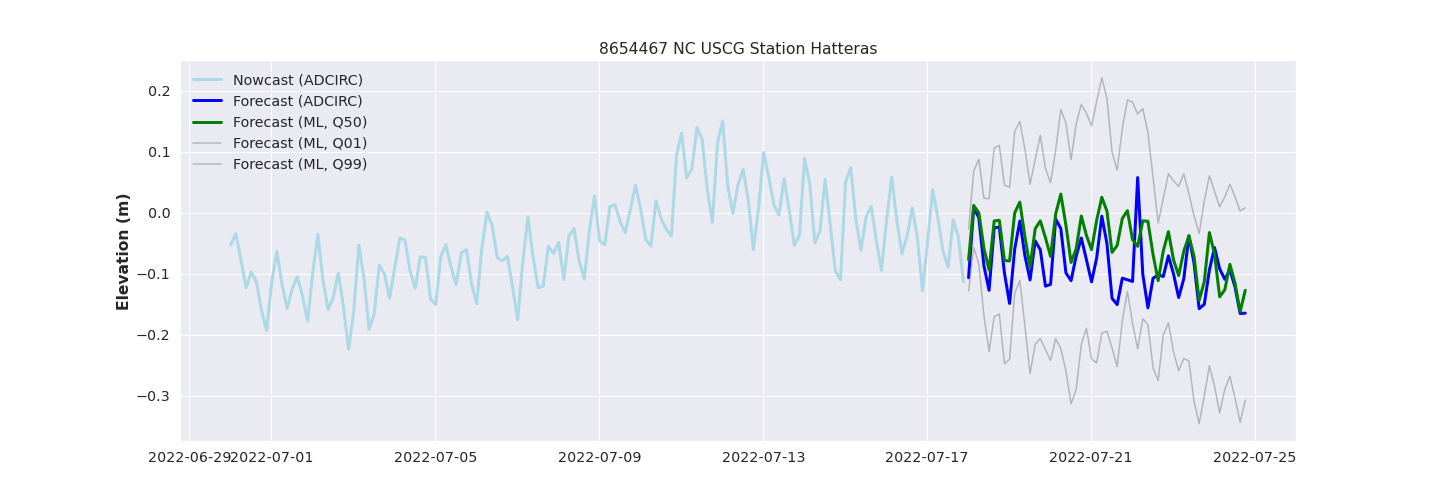 8654467 NC USCG Station Hatteras
Nowcast (ADCIRC)
Forecast (ADCIRC)
Forecast (ML, Q50)
Forecast (ML, Q01)
Forecast (ML, Q99)
Elevation (m)
0.2
0.1
0.0
−0.1
−0.2
−0.3
2022-06-29 2022-07-01 2022-07-05 2022-07-09 2022-07-13 2022-07-17 2022-07-21 2022-07-25